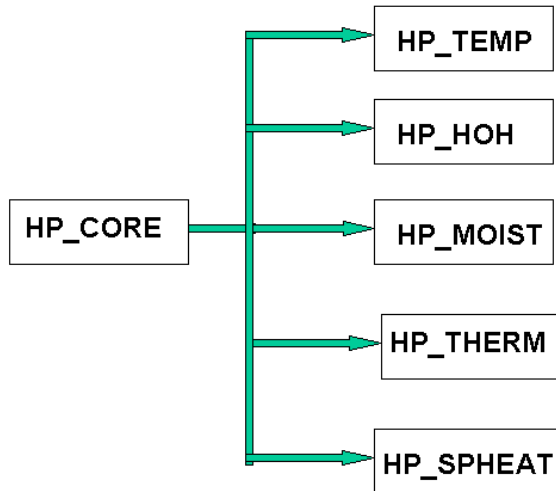 HP_TEMP
HP_HOH
HP_CORE
HP_MOIST
HP_THERM
HP_SPHEAT